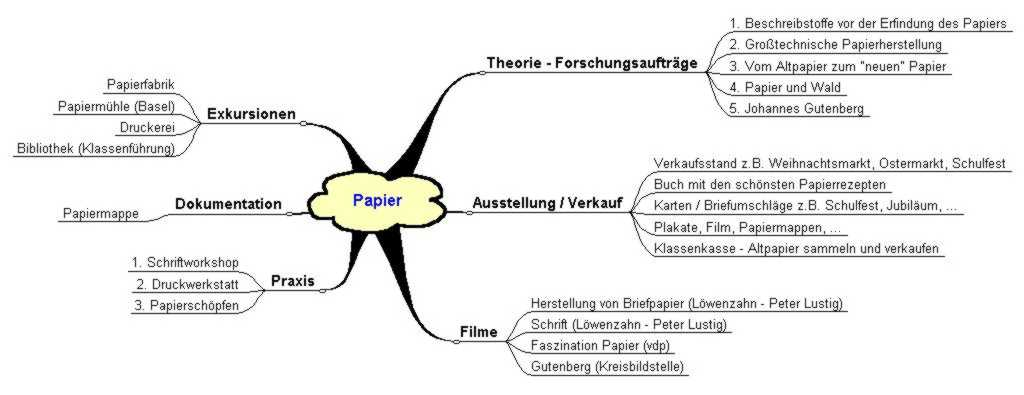 Papier
Theorie - Forschungsaufträge
1. Beschreibstoffe vor der Erfindung des Papiers
2. Großtechnische Papierherstellung
3. Vom Altpapier zum "neuen" Papier
4. Papier und Wald
5. Johannes Gutenberg
Ausstellung / Verkauf
Verkaufsstand z.B. Weihnachtsmarkt, Ostermarkt, Schulfest
Buch mit den schönsten Papierrezepten
Karten / Briefumschläge z.B. Schulfest, Jubiläum, ...
Plakate, Film, Papiermappen, ...
Klassenkasse - Altpapier sammeln und verkaufen
Filme
Herstellung von Briefpapier (Löwenzahn - Peter Lustig)
Schrift (Löwenzahn - Peter Lustig)
Faszination Papier (vdp)
Gutenberg (Kreisbildstelle)
Exkursionen
Papierfabrik
Papiermühle (Basel)
Druckerei
Bibliothek (Klassenführung)
Dokumentation
Papiermappe
Praxis
1. Schriftworkshop
2. Druckwerkstatt
3. Papierschöpfen